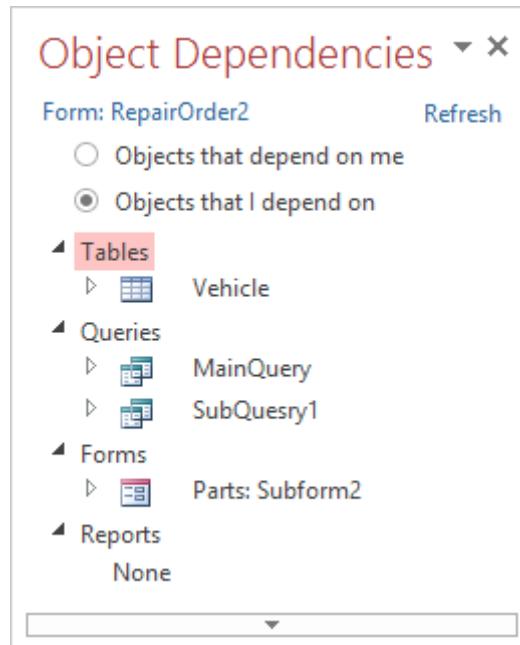 Object Dependencies
Form: RepairOrder2 Refresh
Objects that depend on me
Objects that I depend on
Tables
Vehicle
Queries
MainQuery
SubQuesry1
Forms
Parts: Subform2
Reports
None